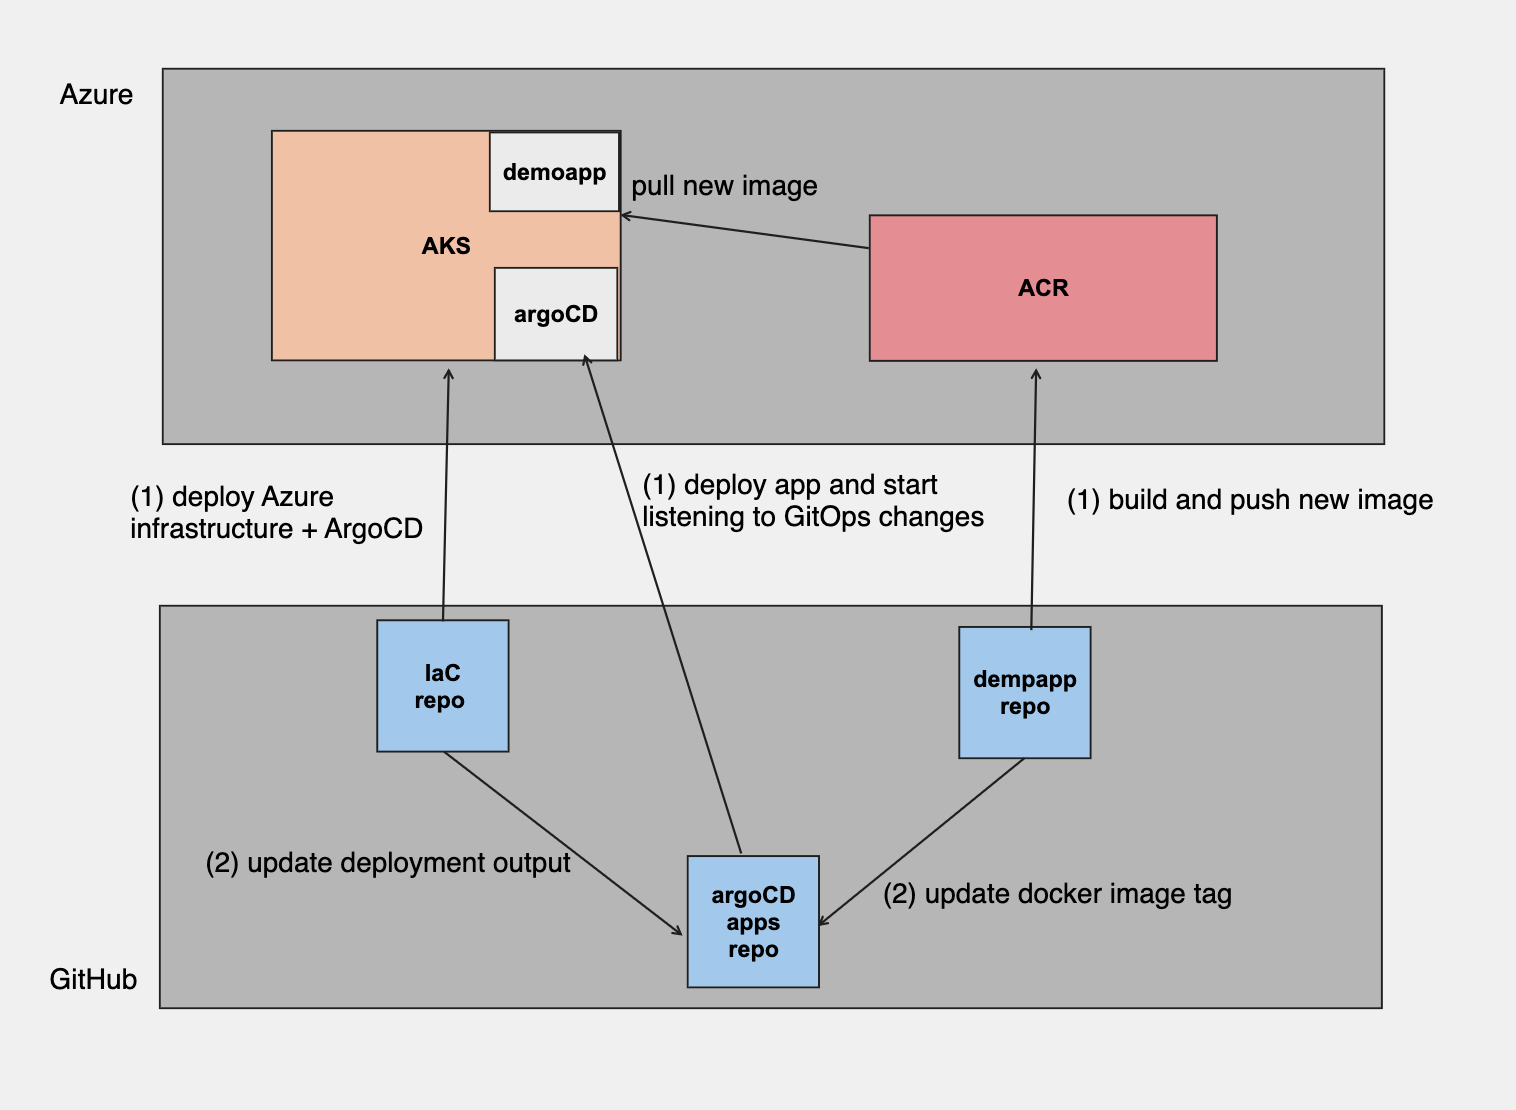 Azure
demoapp
pull new image
AKS
ACR
argoCD
(1) deploy Azure
infrastructure + ArgoCD
(1) deploy app and start
listening to GitOps changes
(1) build and push new image
IaC
repo
dempapp
repo
(2) update deployment output
argoCD
apps
repo
(2) update docker image tag
GitHub